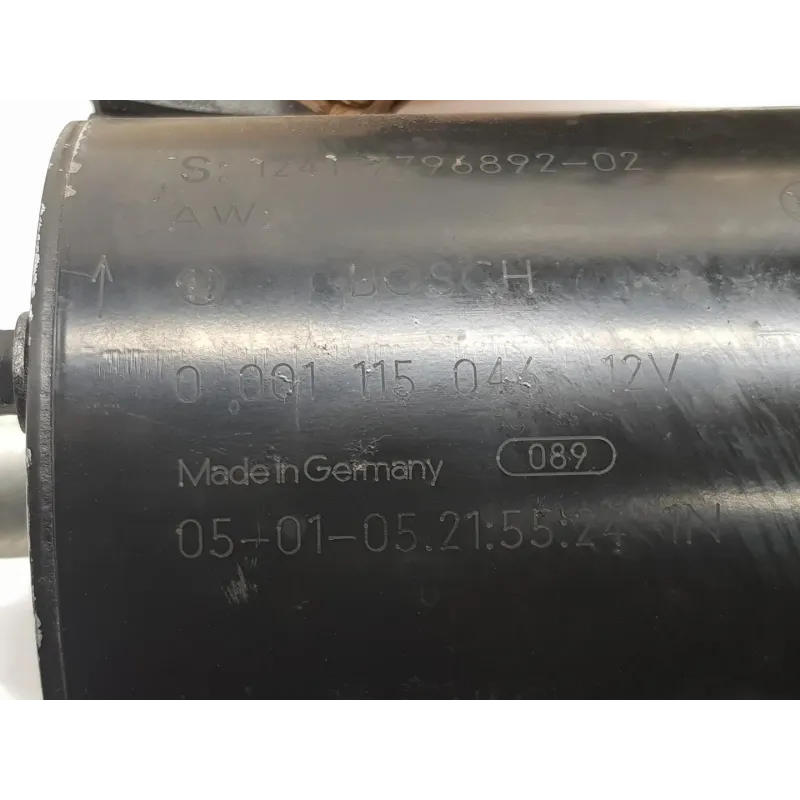 S: 1241 7796892-02
AW:
BOSCH
0 001 115 046 12V
Made in Germany 089
05-01-05.21:55:24 1N